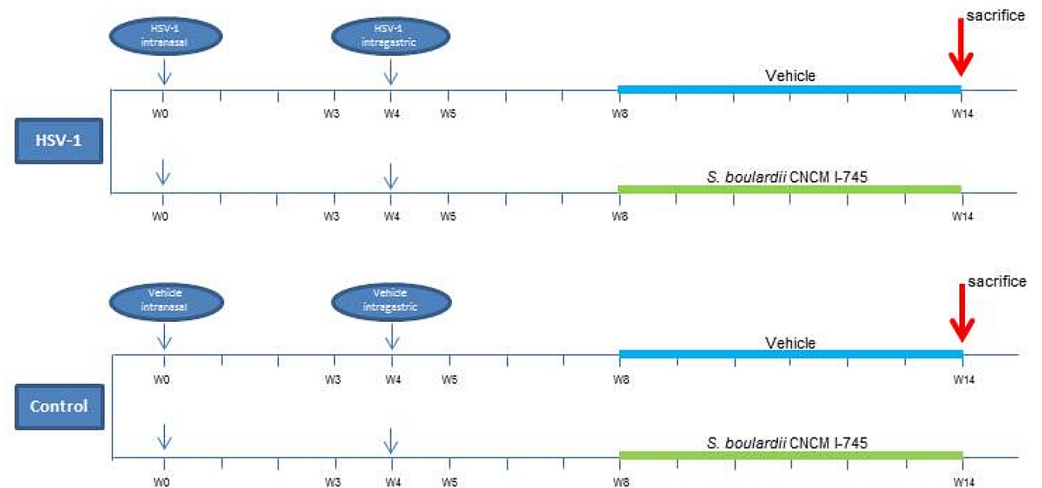 sacrifice
HSV-1
intranasal
HSV-1
intragastric
Vehicle
W0 W3 W4 W5 W8 W14
HSV-1
S. boulardii CNCM I-745
W0 W3 W4 W5 W8 W14
Vehicle
intranasal
Vehicle
intragastric
sacrifice
Vehicle
W0 W3 W4 W5 W8 W14
Control
S. boulardii CNCM I-745
W0 W3 W4 W5 W8 W14